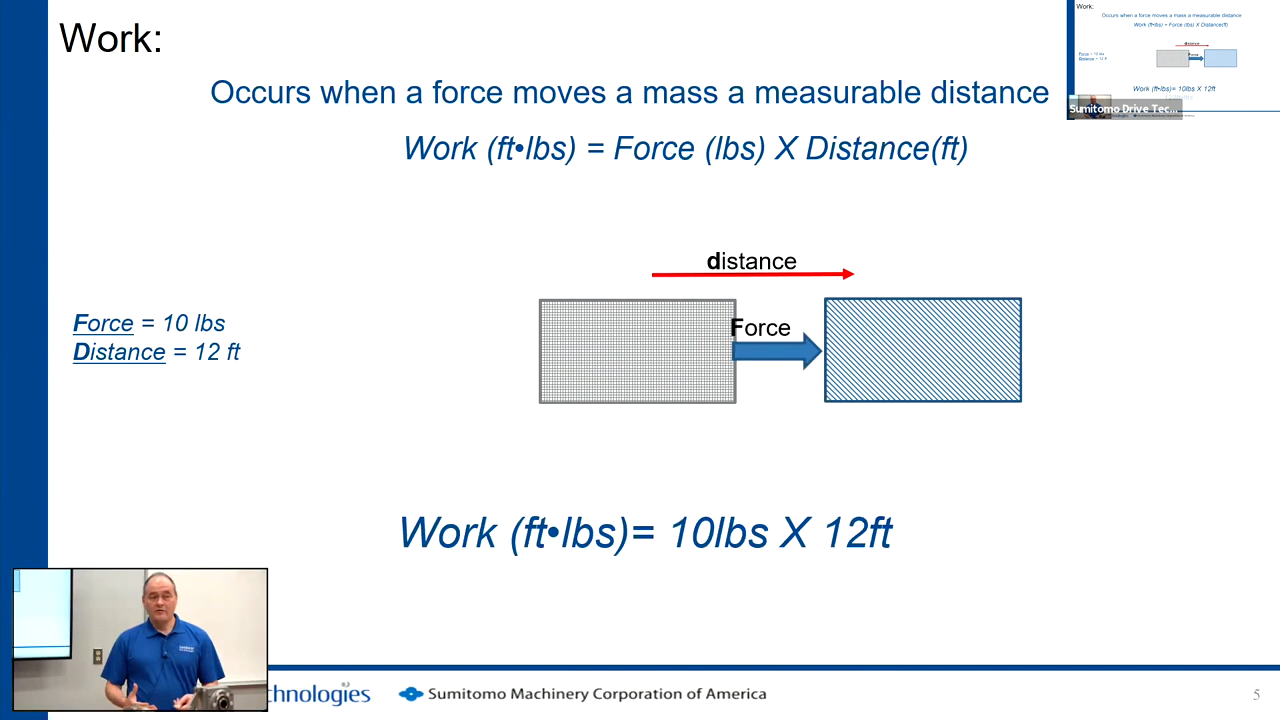 Work:
Occurs when a force moves a mass a measurable distance
Work (ft•lbs) = Force (lbs) X Distance(ft)
distance
Force
Force = 10 lbs
Distance = 12 ft
Work (ft•lbs)= 10lbs X 12ft
chnologies
Sumitomo Machinery Corporation of America
5
Work:
Occurs when a force moves a mass a measurable distance
Work (ft•lbs) = Force (lbs) X Distance(ft)
distance
Force
Force = 10 lbs
Distance = 12 ft
Work (ft•lbs)= 10lbs X 12ft
Sumitomo Drive Tec...